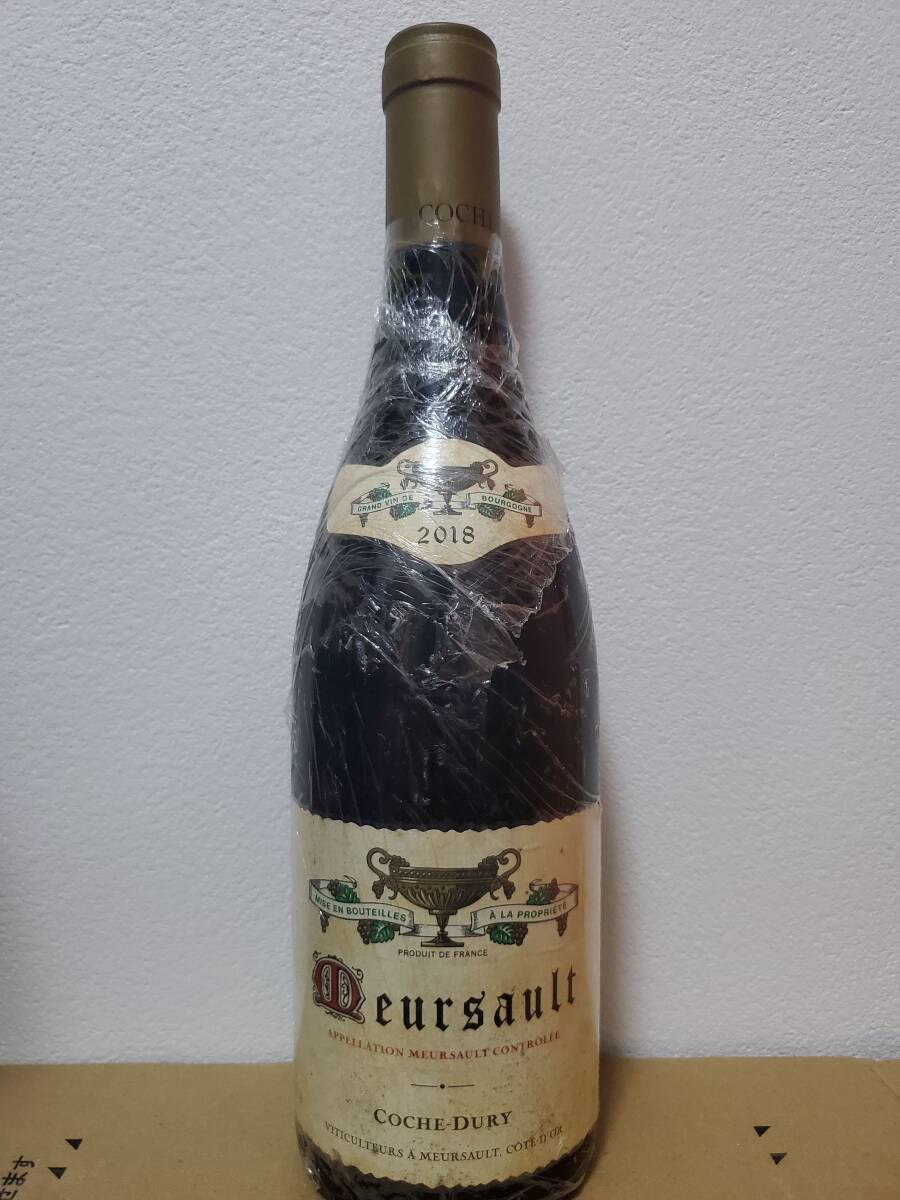 COCHE
GRAND VIN DE BOURGOGNE
2018
MISE EN BOUTEILLES À LA PROPRIÉTÉ
PRODUIT DE FRANCE
Meursault
APPELLATION MEURSAULT CONTRÔLÉE
COCHE-DURY
VITICULTEURS À MEURSAULT, CÔTE-D'OR